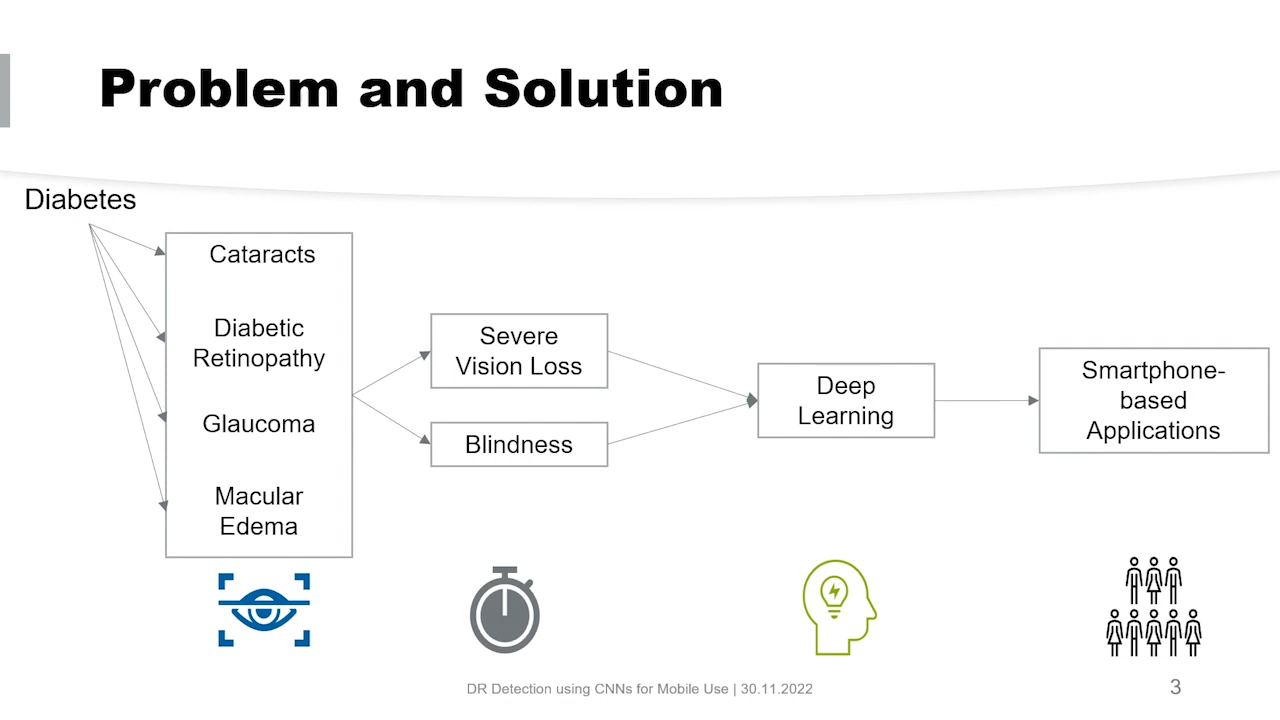 Problem and Solution
Diabetes
Cataracts
Diabetic
Retinopathy
Glaucoma
Macular
Edema
Severe
Vision Loss
Blindness
Deep
Learning
Smartphone-
based
Applications
DR Detection using CNNs for Mobile Use | 30.11.2022
3